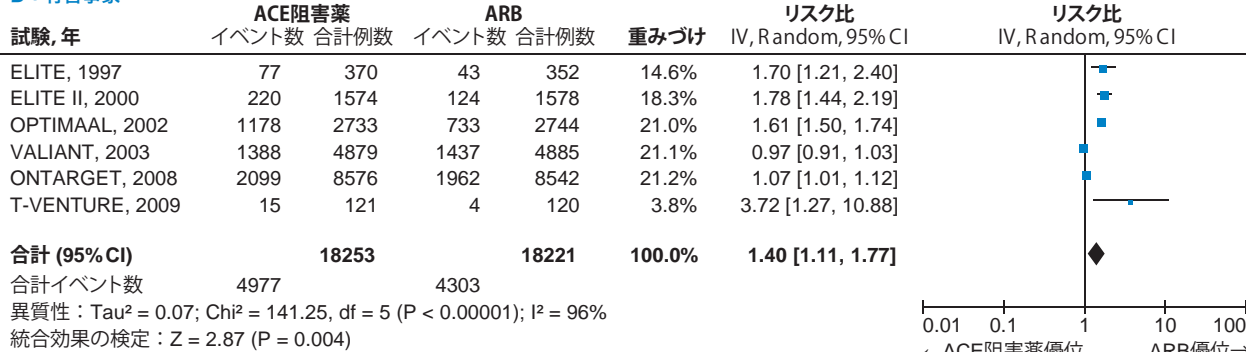 ACE阻害薬 ARB リスク比 リスク比
試験, 年 イベント数 合計例数 イベント数 合計例数 重みづけ IV, Random, 95% CI IV, Random, 95% CI
ELITE, 1997 77 370 43 352 14.6% 1.70 [1.21, 2.40]
ELITE II, 2000 220 1574 124 1578 18.3% 1.78 [1.44, 2.19]
OPTIMAAL, 2002 1178 2733 733 2744 21.0% 1.61 [1.50, 1.74]
VALIANT, 2003 1388 4879 1437 4885 21.1% 0.97 [0.91, 1.03]
ONTARGET, 2008 2099 8576 1962 8542 21.2% 1.07 [1.01, 1.12]
T-VENTURE, 2009 15 121 4 120 3.8% 3.72 [1.27, 10.88]
合計 (95% CI) 18253 18221 100.0% 1.40 [1.11, 1.77]
合計イベント数 4977 4303
異質性：Tau² = 0.07; Chi² = 141.25, df = 5 (P < 0.00001); I² = 96%
統合効果の検定：Z = 2.87 (P = 0.004)
0.01 0.1 1 10 100
ACE阻害薬優位 ARB優位→